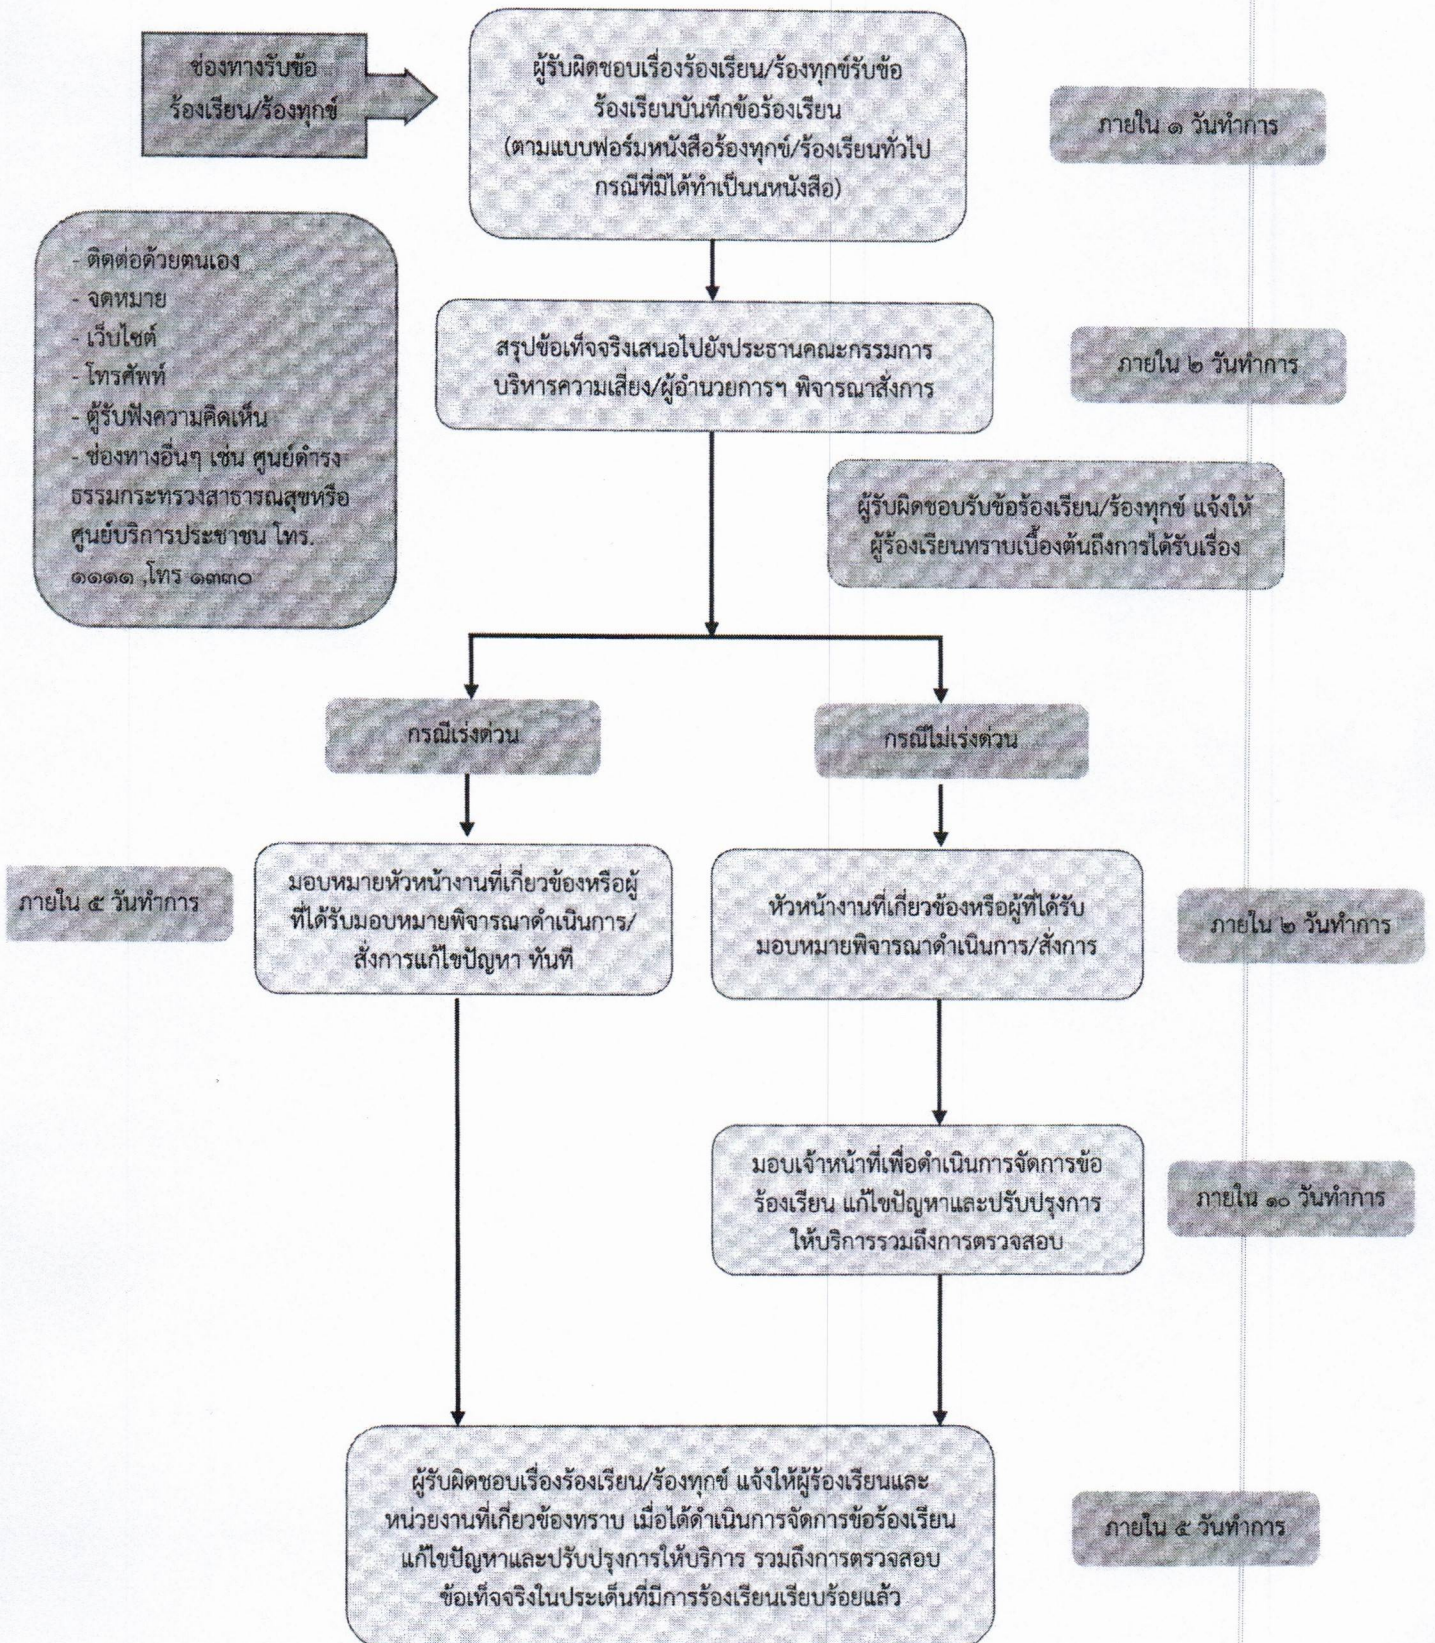 ช่องทางรับข้อ
ร้องเรียน/ร้องทุกข์
ผู้รับผิดชอบเรื่องร้องเรียน/ร้องทุกข์รับข้อ
ร้องเรียนบันทึกข้อร้องเรียน
(ตามแบบฟอร์มหนังสือร้องทุกข์/ร้องเรียนทั่วไป
กรณีที่มิได้ทำเป็นนหนังสือ)
ภายใน ๑ วันทำการ
- ติดต่อด้วยตนเอง
- จดหมาย
- เว็บไซต์
- โทรศัพท์
- ตู้รับฟังความคิดเห็น
- ช่องทางอื่นๆ เช่น ศูนย์ดำรง
ธรรมกระทรวงสาธารณสุขหรือ
ศูนย์บริการประชาชน โทร.
๑๑๑๑ ,โทร ๑๓๓๐
สรุปข้อเท็จจริงเสนอไปยังประธานคณะกรรมการ
บริหารความเสี่ยง/ผู้อำนวยการฯ พิจารณาสั่งการ
ภายใน ๒ วันทำการ
ผู้รับผิดชอบรับข้อร้องเรียน/ร้องทุกข์ แจ้งให้
ผู้ร้องเรียนทราบเบื้องต้นถึงการได้รับเรื่อง
กรณีเร่งด่วน
กรณีไม่เร่งด่วน
ภายใน ๕ วันทำการ
มอบหมายหัวหน้างานที่เกี่ยวข้องหรือผู้
ที่ได้รับมอบหมายพิจารณาดำเนินการ/
สั่งการแก้ไขปัญหา ทันที
หัวหน้างานที่เกี่ยวข้องหรือผู้ที่ได้รับ
มอบหมายพิจารณาดำเนินการ/สั่งการ
ภายใน ๒ วันทำการ
มอบเจ้าหน้าที่เพื่อดำเนินการจัดการข้อ
ร้องเรียน แก้ไขปัญหาและปรับปรุงการ
ให้บริการรวมถึงการตรวจสอบ
ภายใน ๑๐ วันทำการ
ผู้รับผิดชอบเรื่องร้องเรียน/ร้องทุกข์ แจ้งให้ผู้ร้องเรียนและ
หน่วยงานที่เกี่ยวข้องทราบ เมื่อได้ดำเนินการจัดการข้อร้องเรียน
แก้ไขปัญหาและปรับปรุงการให้บริการ รวมถึงการตรวจสอบ
ข้อเท็จจริงในประเด็นที่มีการร้องเรียนเรียบร้อยแล้ว
ภายใน ๕ วันทำการ